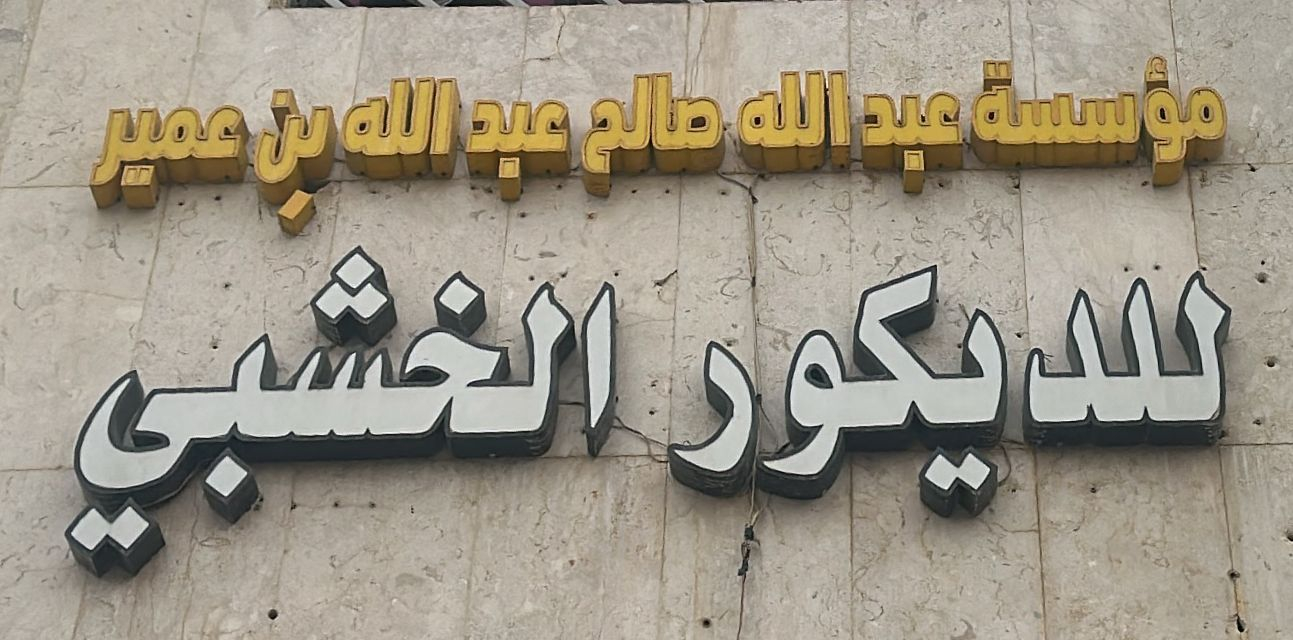 مؤسسة عبد الله صالح عبد الله بن عمير
للديكور الخشبي